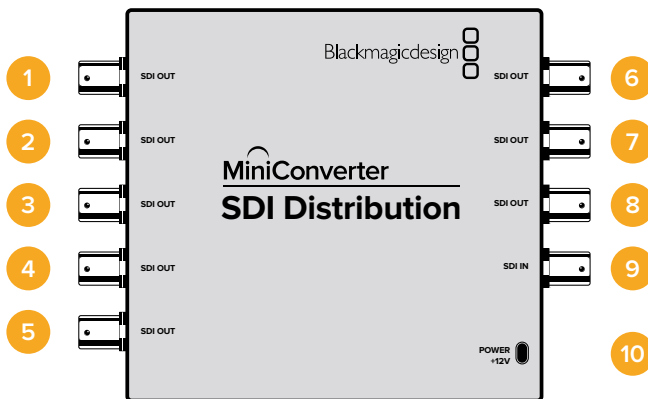 Blackmagicdesign
1
SDI OUT
SDI OUT
6
2
SDI OUT
SDI OUT
7
MiniConverter
3
SDI OUT
SDI Distribution
SDI OUT
8
4
SDI OUT
SDI IN
9
5
SDI OUT
POWER
+12V
10